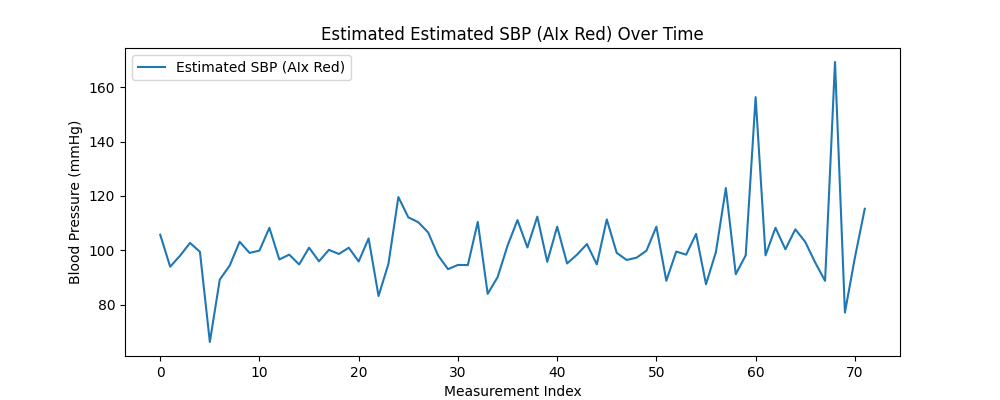 Estimated Estimated SBP (AIx Red) Over Time
Estimated SBP (AIx Red)
Blood Pressure (mmHg)
160
140
120
100
80
0 10 20 30 40 50 60 70
Measurement Index